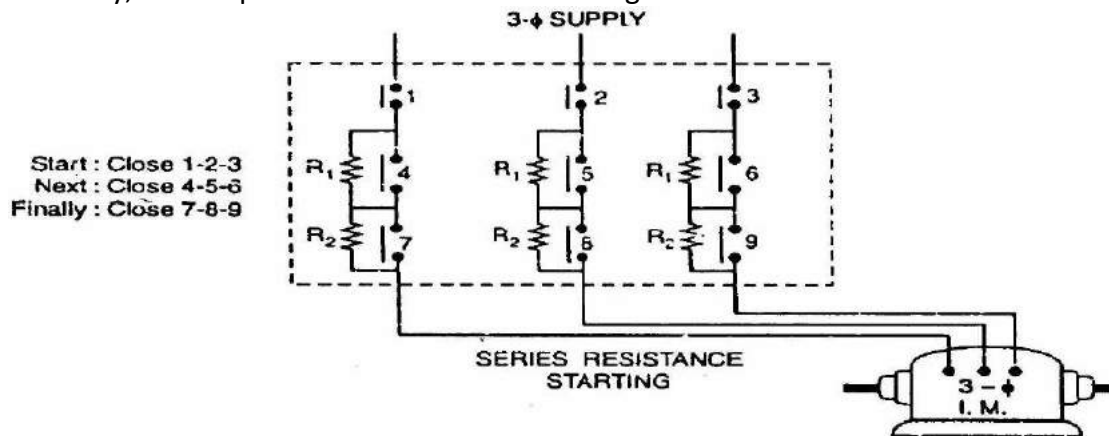 3-ϕ SUPPLY
1 2 3
Start : Close 1-2-3
Next : Close 4-5-6
Finally : Close 7-8-9
R₁ 4 R₁ 5 R₁ 6
R₂ 7 R₂ 8 R₂ 9
SERIES RESISTANCE
STARTING
3-ϕ
I. M.